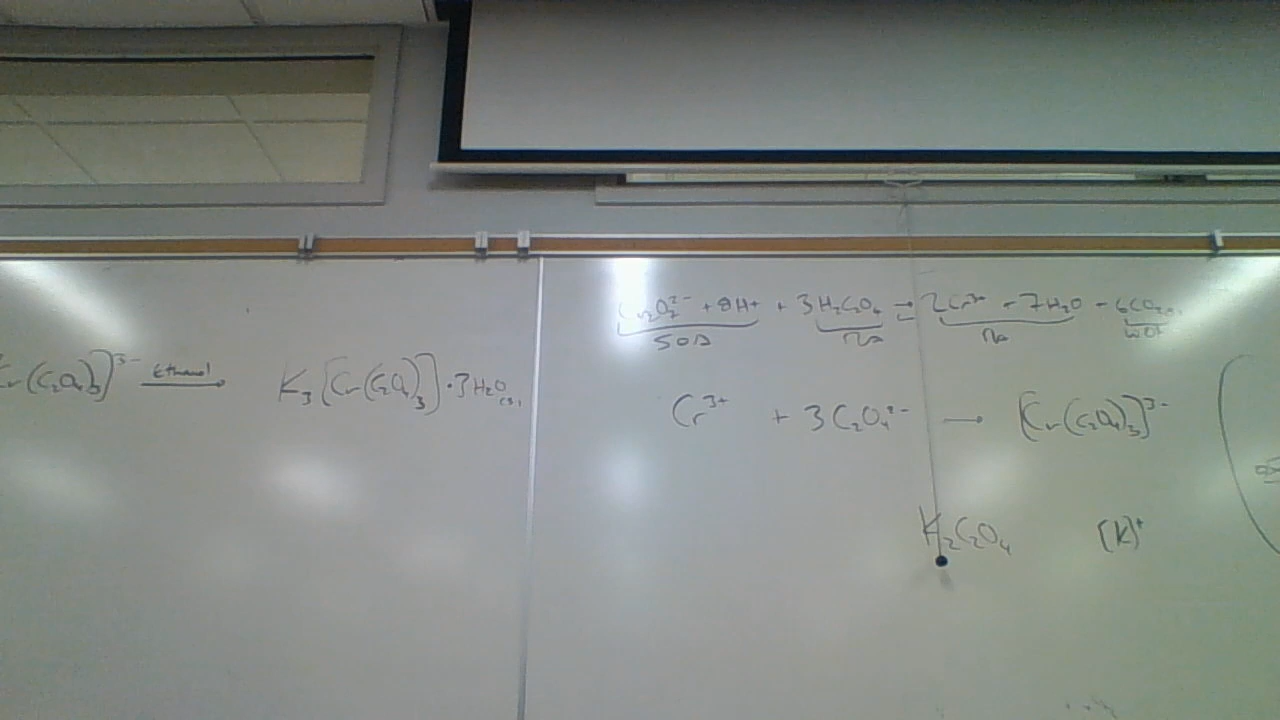 Cr₂O₇²⁻ + 8H⁺ + 3H₂C₂O₄ ⇌ 2Cr³⁺ + 7H₂O + 6CO₂
Cr(C₂O₄)₃]³⁻ Ethanol → K₃[Cr(C₂O₄)₃]·3H₂O(s)
Cr³⁺ + 3C₂O₄²⁻ → [Cr(C₂O₄)₃]³⁻
K₂C₂O₄ [K]⁺